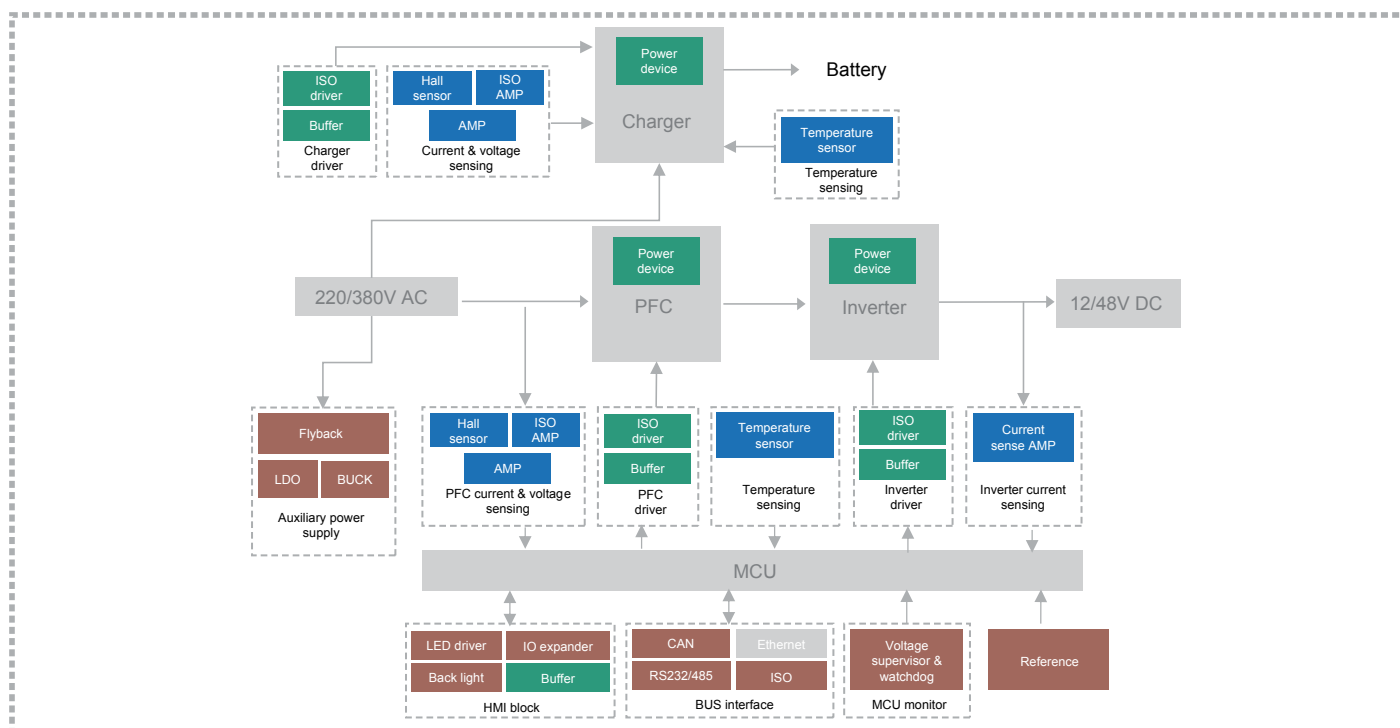 Power
device
Charger
Battery
ISO
driver
Buffer
Charger
driver
Hall
sensor
ISO
AMP
AMP
Current & voltage
sensing
Temperature
sensor
Temperature
sensing
220/380V AC
Power
device
PFC
Power
device
Inverter
12/48V DC
Flyback
LDO
BUCK
Auxiliary power
supply
Hall
sensor
ISO
AMP
AMP
PFC current & voltage
sensing
ISO
driver
Buffer
PFC
driver
Temperature
sensor
Temperature
sensing
ISO
driver
Buffer
Inverter
driver
Current
sense AMP
Inverter current
sensing
MCU
LED driver
IO expander
Back light
Buffer
HMI block
CAN
Ethernet
RS232/485
ISO
BUS interface
Voltage
supervisor &
watchdog
MCU monitor
Reference